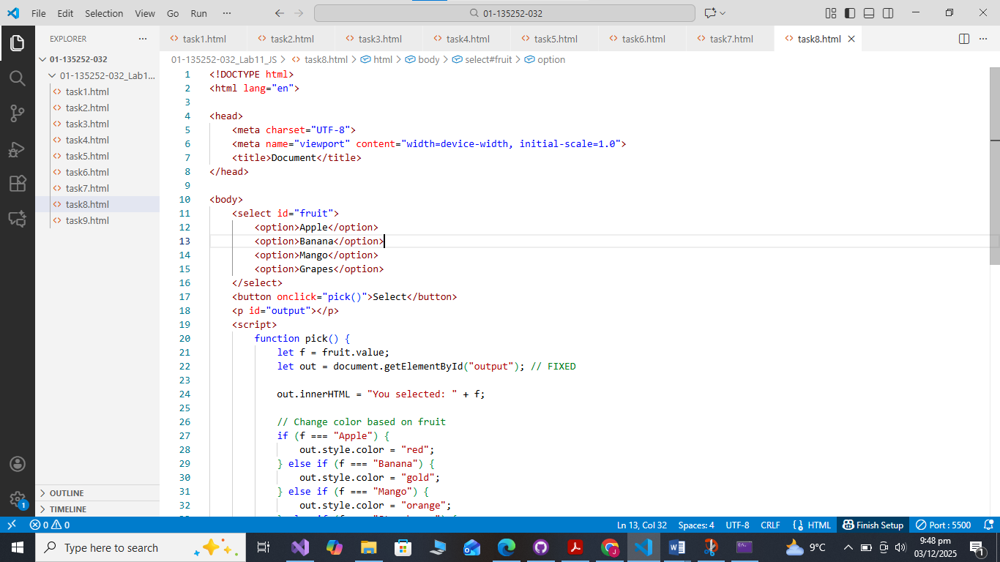 File Edit Selection View Go Run ··· 01-135252-032
EXPLORER ···
01-135252-032
01-135252-032_Lab1...
task1.html
task2.html
task3.html
task4.html
task5.html
task6.html
task7.html
task8.html
task9.html
OUTLINE
TIMELINE
task1.html task2.html task3.html task4.html task5.html task6.html task7.html task8.html
01-135252-032_Lab11_JS > task8.html > html > body > select#fruit > option
1 <!DOCTYPE html>
2 <html lang="en">
3
4 <head>
5 <meta charset="UTF-8">
6 <meta name="viewport" content="width=device-width, initial-scale=1.0">
7 <title>Document</title>
8 </head>
9
10 <body>
11 <select id="fruit">
12 <option>Apple</option>
13 <option>Banana</option>
14 <option>Mango</option>
15 <option>Grapes</option>
16 </select>
17 <button onclick="pick()">Select</button>
18 <p id="output"></p>
19 <script>
20 function pick() {
21 let f = fruit.value;
22 let out = document.getElementById("output"); // FIXED
23
24 out.innerHTML = "You selected: " + f;
25
26 // Change color based on fruit
27 if (f === "Apple") {
28 out.style.color = "red";
29 } else if (f === "Banana") {
30 out.style.color = "gold";
31 } else if (f === "Mango") {
32 out.style.color = "orange";
0 0 Ln 13, Col 32 Spaces: 4 UTF-8 CRLF {} HTML Finish Setup Port : 5500
1
Type here to search 9°C 9:48 pm
03/12/2025
1